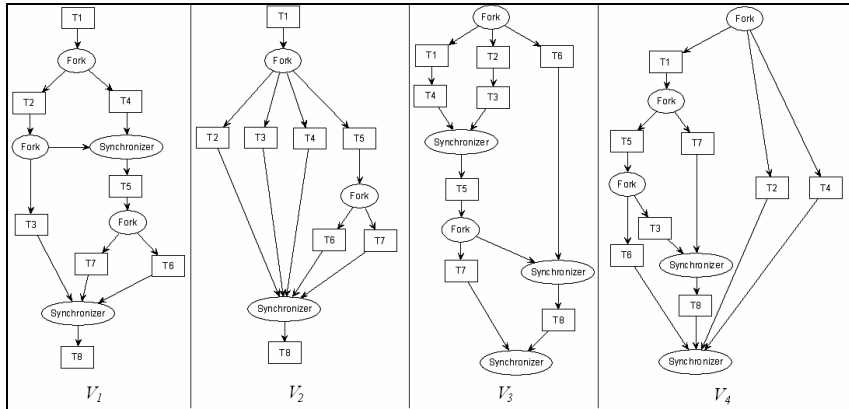 T1
Fork
T2
T4
Fork
Synchronizer
T5
T3
Fork
T7
T6
Synchronizer
T8
V1
T1
Fork
T2
T3
T4
T5
Fork
T6
T7
Synchronizer
T8
V2
Fork
T1
T2
T6
T4
T3
Synchronizer
T5
Fork
T7
Synchronizer
T8
Synchronizer
V3
Fork
T1
Fork
T5
T7
Fork
T2
T4
T3
T6
Synchronizer
T8
Synchronizer
V4